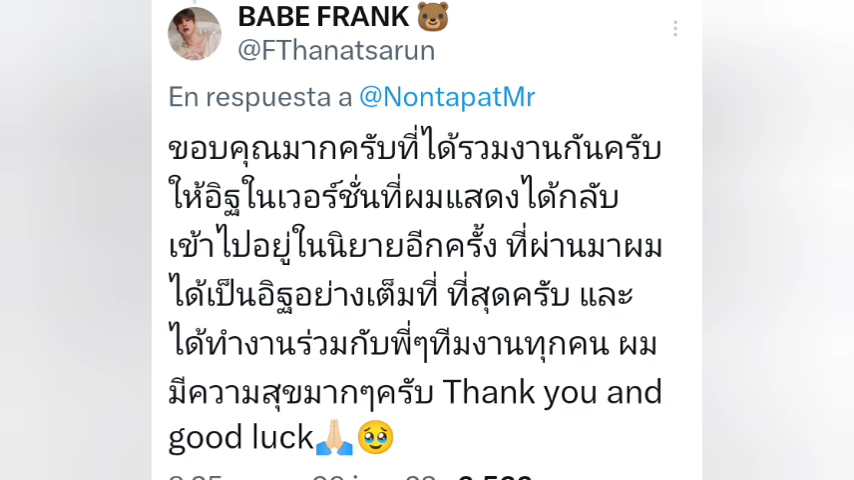 BABE FRANK 🐻
@FThanatsarun
En respuesta a @NontapatMr
ขอบคุณมากครับที่ได้รวมงานกันครับ
ให้อิฐในเวอร์ชั่นที่ผมแสดงได้กลับ
เข้าไปอยู่ในนิยายอีกครั้ง ที่ผ่านมาผม
ได้เป็นอิฐอย่างเต็มที่ ที่สุดครับ และ
ได้ทำงานร่วมกับพี่ๆทีมงานทุกคน ผม
มีความสุขมากๆครับ Thank you and
good luck🙏🏻🥹